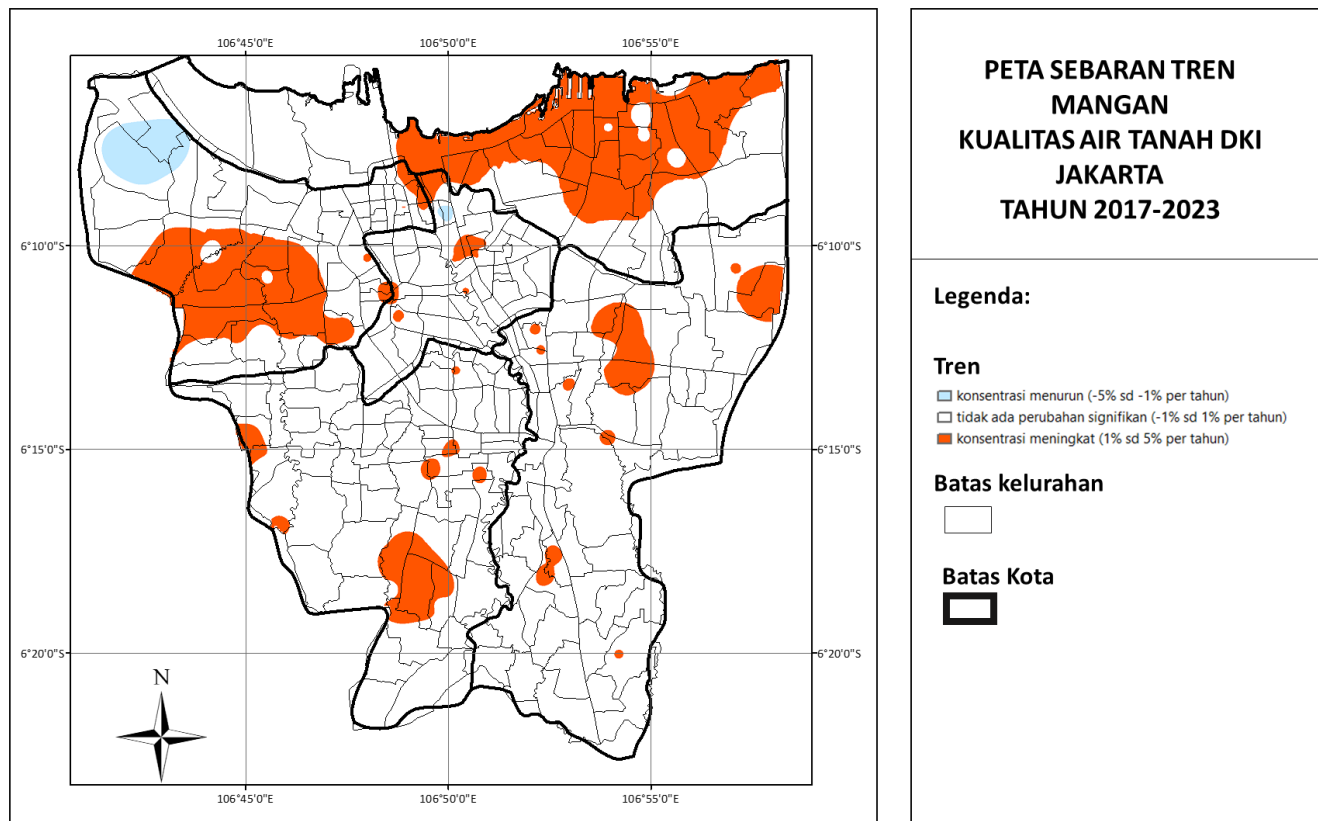 PETA SEBARAN TREN
MANGAN
KUALITAS AIR TANAH DKI
JAKARTA
TAHUN 2017-2023
Legenda:
Tren
konsentrasi menurun (-5% sd -1% per tahun)
tidak ada perubahan signifikan (-1% sd 1% per tahun)
konsentrasi meningkat (1% sd 5% per tahun)
Batas kelurahan
Batas Kota
106°45'0"E 106°50'0"E 106°55'0"E
6°10'0"S 6°10'0"S
6°15'0"S 6°15'0"S
6°20'0"S 6°20'0"S
N
106°45'0"E 106°50'0"E 106°55'0"E